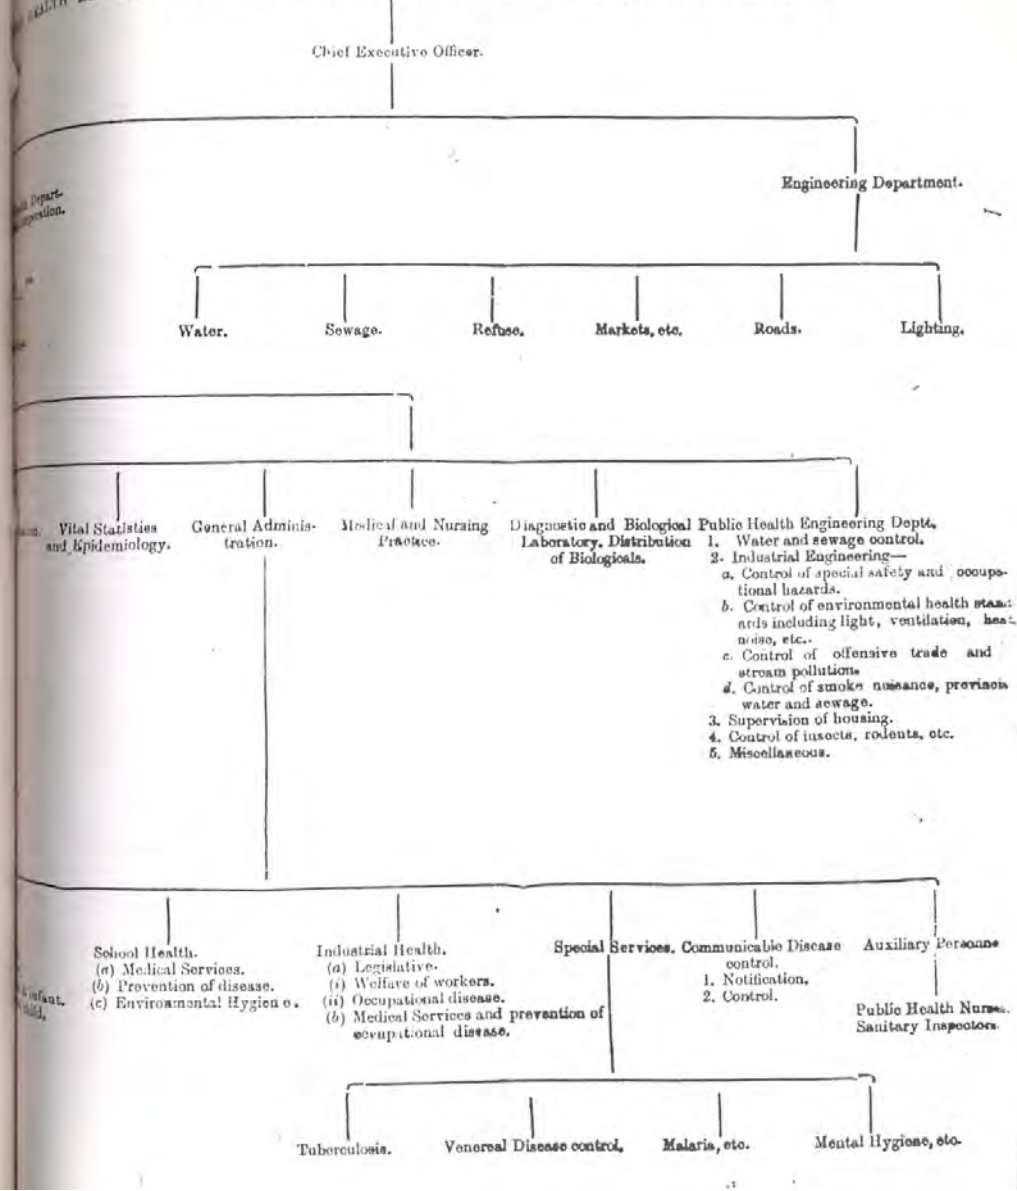 HEALTH
Chief Executive Officer.
Engineering Department.
Depart-
Water.
Sewage.
Refuse.
Markets, etc.
Roads.
Lighting.
Vital Statistics
and Epidemiology.
General Adminis-
tration.
Medical and Nursing
Practice.
Diagnostic and Biological
Laboratory, Distribution
of Biologicals.
Public Health Engineering Deptt.
1. Water and sewage control.
2. Industrial Engineering—
a. Control of special safety and occupa-
tional hazards.
b. Control of environmental health stand
ards including light, ventilation, heat,
noise, etc.
c. Control of offensive trade and
stream pollution.
d. Control of smoke nuisance, provision
water and sewage.
3. Supervision of housing.
4. Control of insects, rodents, etc.
5. Miscellaneous.
infant.
School Health.
(a) Medical Services.
(b) Prevention of disease.
(c) Environmental Hygiene.
Industrial Health.
(a) Legislative.
(i) Welfare of workers.
(ii) Occupational disease.
(b) Medical Services and prevention of
occupational disease.
Special Services.
Communicable Disease
control.
1. Notification.
2. Control.
Auxiliary Personne
Public Health Nurses.
Sanitary Inspectors.
Tuberculosis.
Venereal Disease control.
Malaria, etc.
Mental Hygiene, etc.